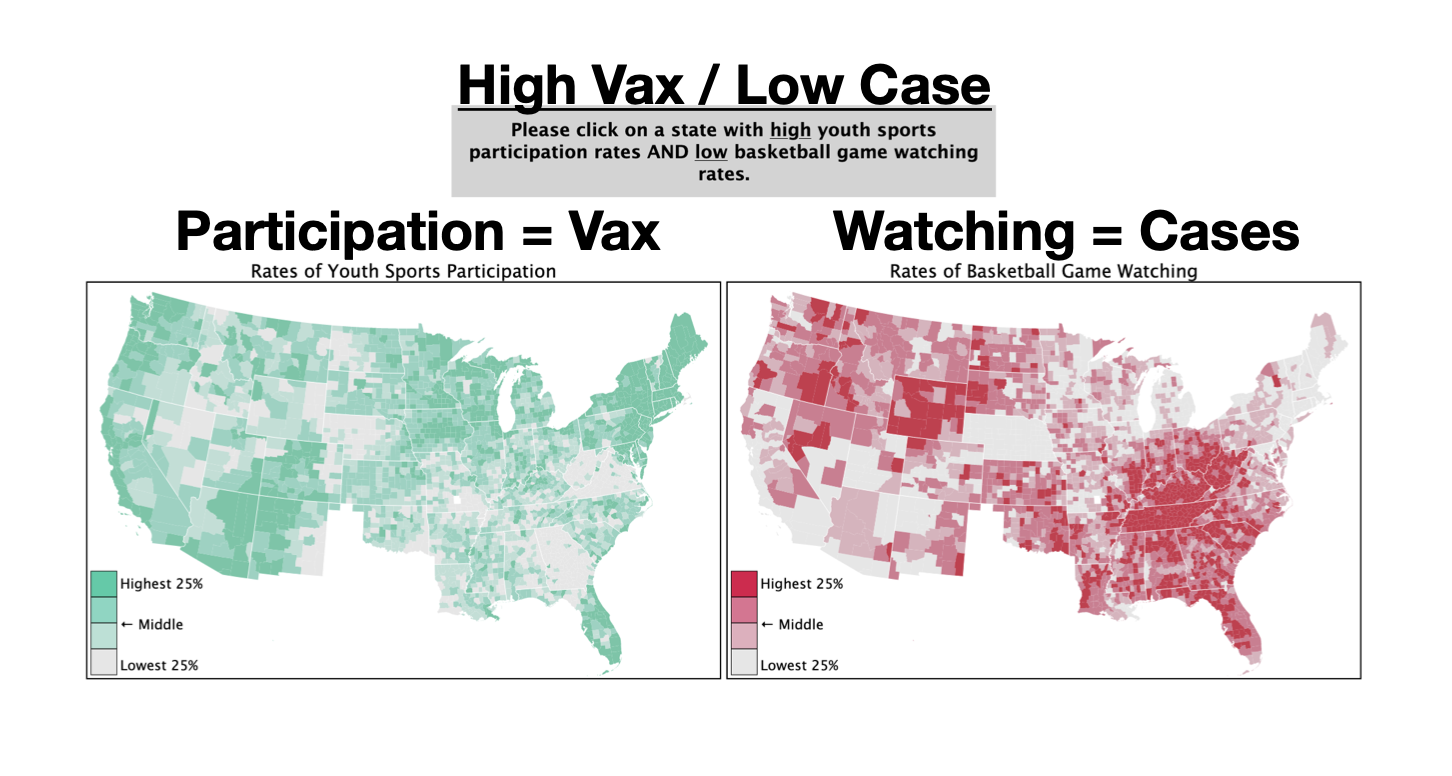 High Vax / Low Case
Please click on a state with high youth sports
participation rates AND low basketball game watching
rates.
Participation = Vax
Watching = Cases
Rates of Youth Sports Participation
Rates of Basketball Game Watching
Highest 25%
← Middle
Lowest 25%
Highest 25%
← Middle
Lowest 25%